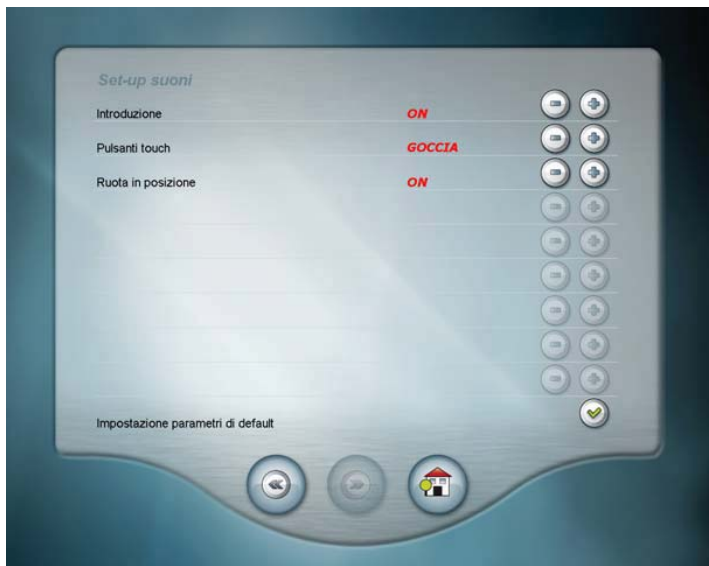 Set-up suoni
Introduzione ON
Pulsanti touch GOCCIA
Ruota in posizione ON
Impostazione parametri di default